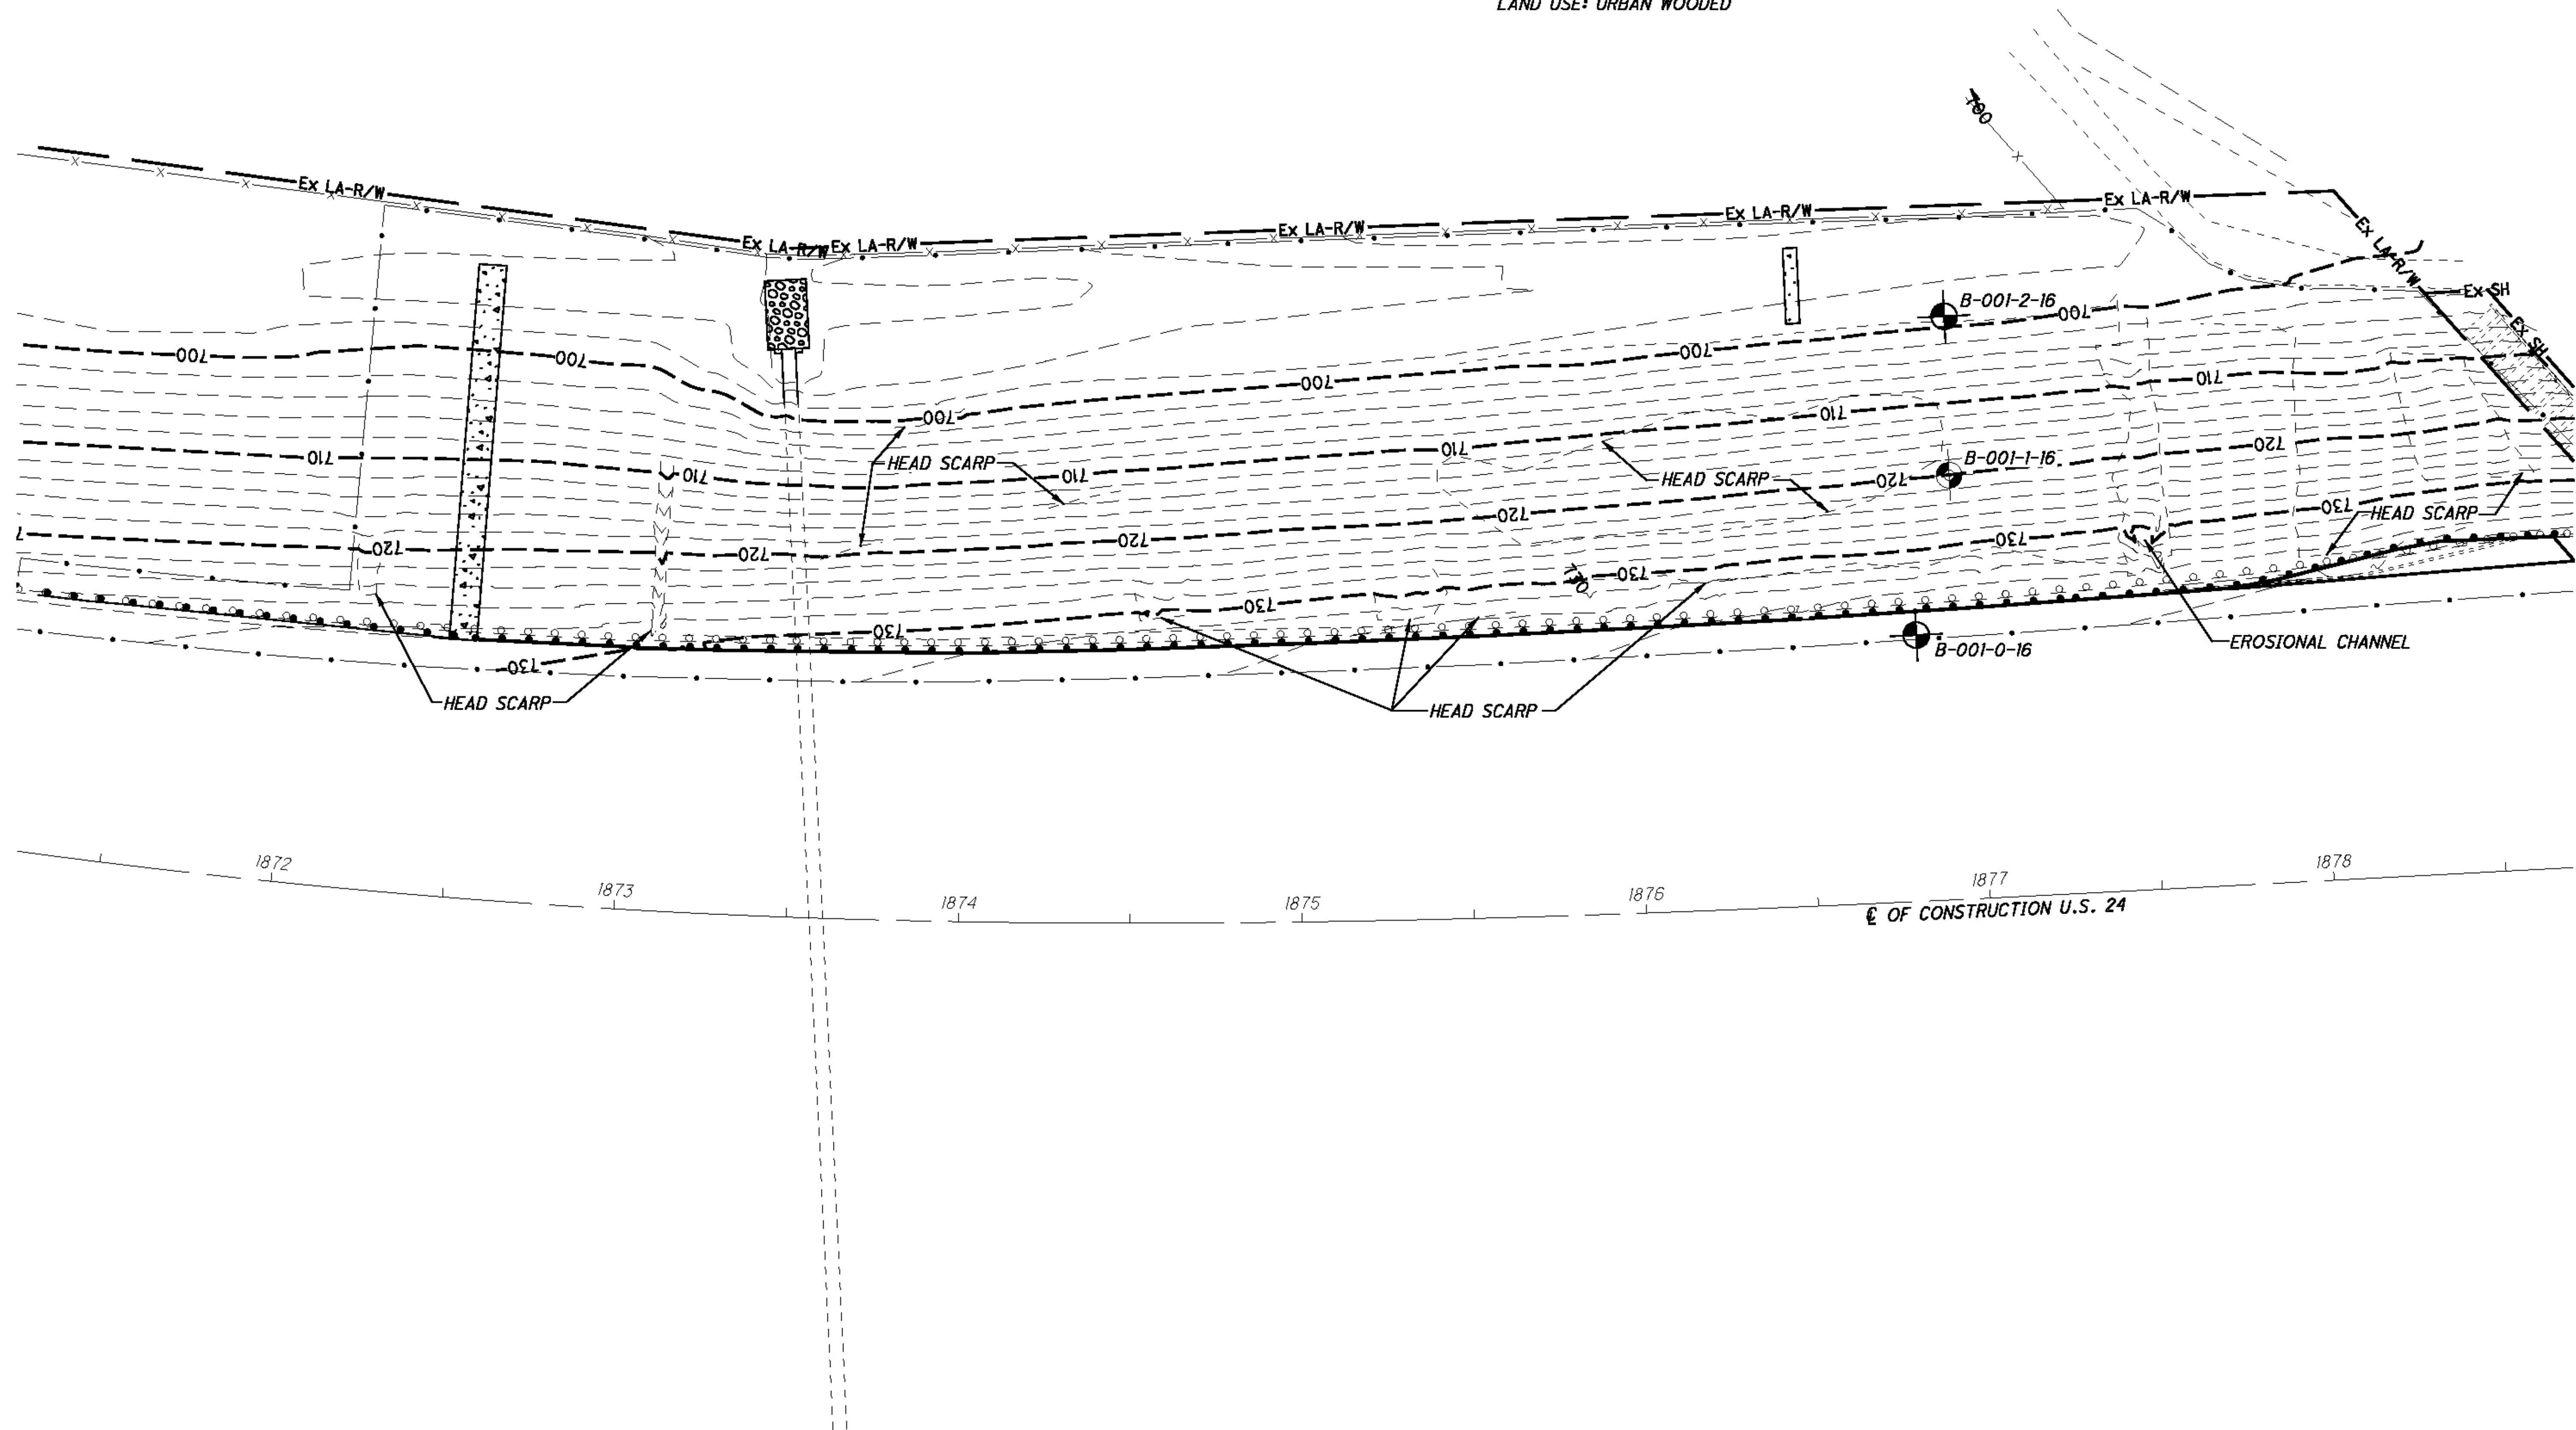 LAND USE: URBAN WOODED
700
Ex LA-R/W
Ex LA-R/W
Ex LA-R/W
Ex LA-R/W
Ex LA-R/W
Ex LA-R/W
Ex LA-R/W
Ex SH
Ex SH
B-001-2-16
700
700
700
700
700
700
710
710
710
710
710
710
710
HEAD SCARP
HEAD SCARP
B-001-1-16
720
720
720
720
720
720
HEAD SCARP
730
730
730
730
730
730
730
B-001-0-16
EROSIONAL CHANNEL
HEAD SCARP
HEAD SCARP
1872
1873
1874
1875
1876
1877
1878
℄ OF CONSTRUCTION U.S. 24